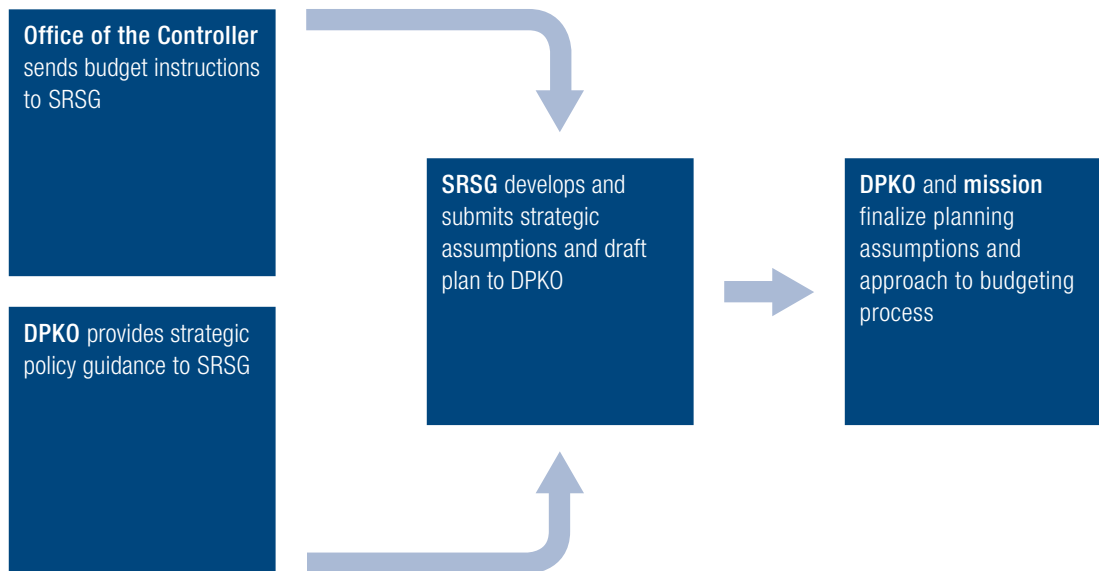 Office of the Controller
sends budget instructions
to SRSG
DPKO provides strategic
policy guidance to SRSG
SRSG develops and
submits strategic
assumptions and draft
plan to DPKO
DPKO and mission
finalize planning
assumptions and
approach to budgeting
process